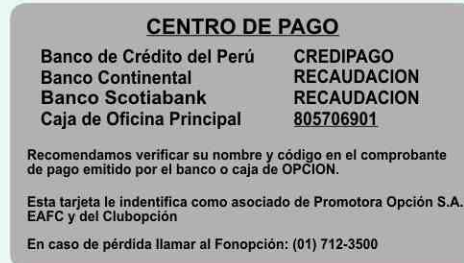 CENTRO DE PAGO
Banco de Crédito del Perú CREDIPAGO
Banco Continental RECAUDACION
Banco Scotiabank RECAUDACION
Caja de Oficina Principal 805706901
Recomendamos verificar su nombre y código en el comprobante
de pago emitido por el banco o caja de OPCION.
Esta tarjeta le indentifica como asociado de Promotora Opción S.A.
EAFC y del Clubopción
En caso de pérdida llamar al Fonopción: (01) 712-3500